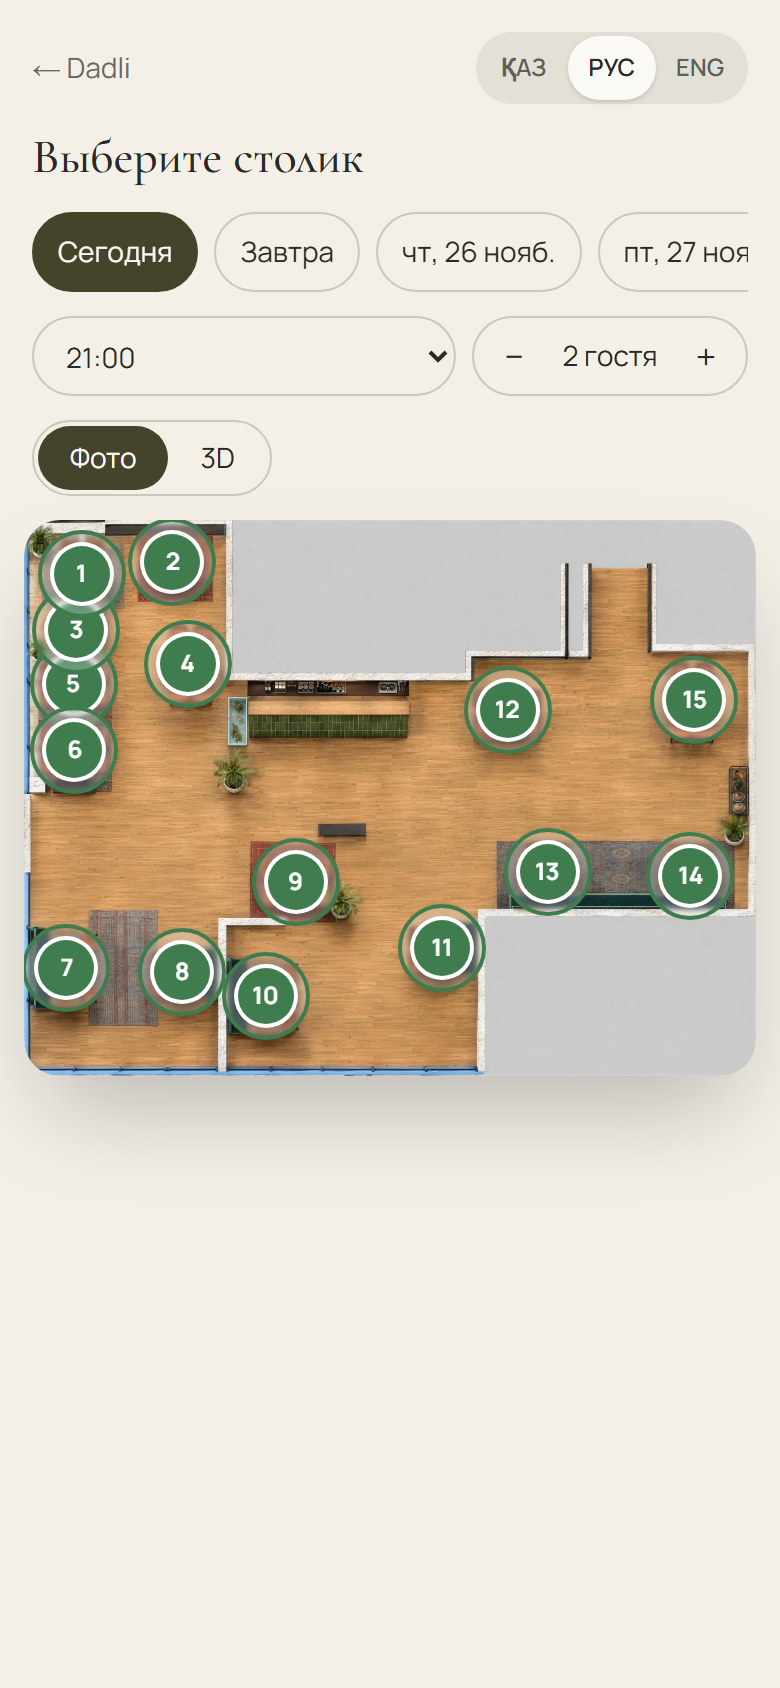 ← Dadli
ҚАЗ РУС ENG
Выберите столик
Сегодня Завтра чт, 26 нояб. пт, 27 ноя
21:00 − 2 гостя +
Фото 3D
1
2
3
4
5
6
12
15
9
13
14
7
8
10
11